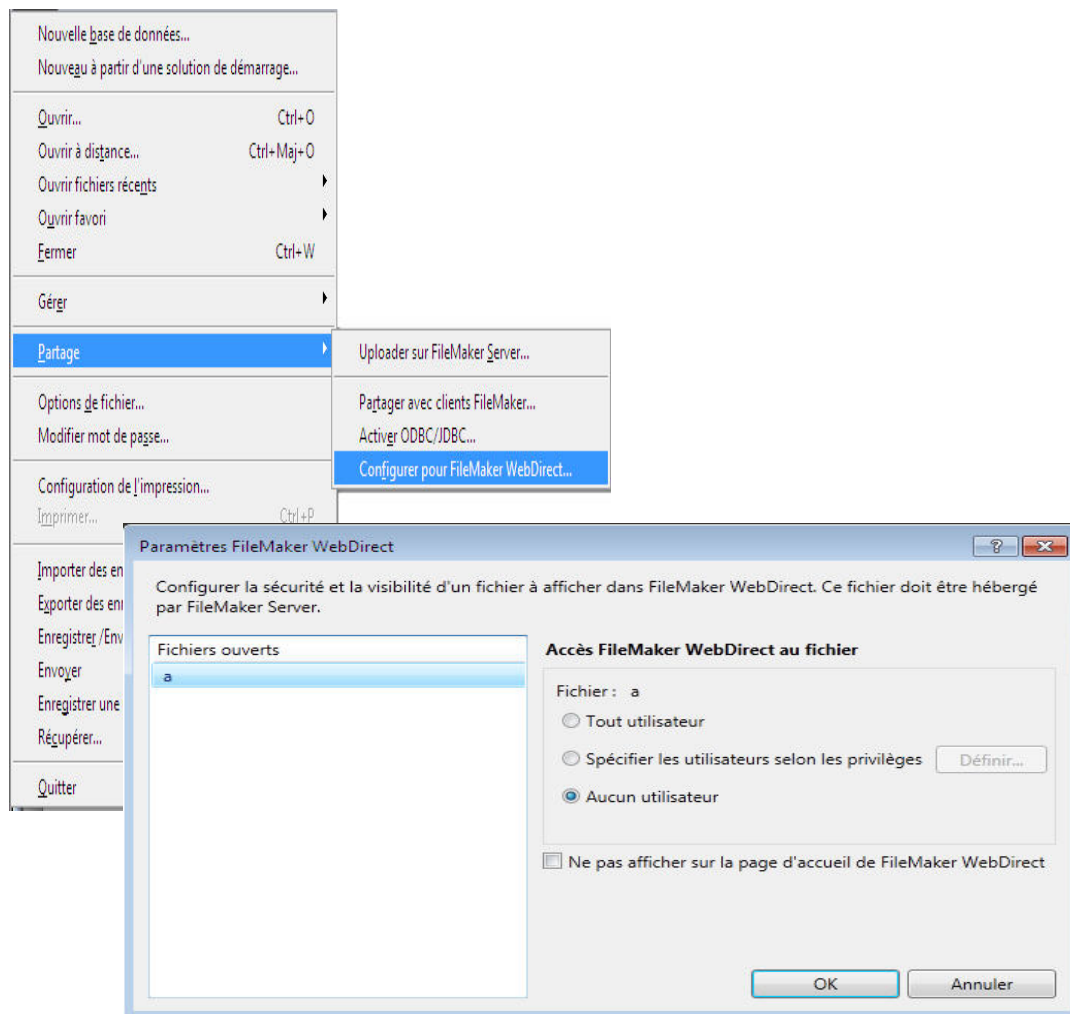 Nouvelle base de données...
Nouveau à partir d'une solution de démarrage...
Ouvrir... Ctrl+O
Ouvrir à distance... Ctrl+Maj+O
Ouvrir fichiers récents
Ouvrir favori
Fermer Ctrl+W
Gérer
Partage
Options de fichier...
Modifier mot de passe...
Configuration de l'impression...
Imprimer... Ctrl+P
Importer des en
Exporter des enr
Enregistrer /Env
Envoyer
Enregistrer une
Récupérer...
Quitter
Uploader sur FileMaker Server...
Partager avec clients FileMaker...
Activer ODBC/JDBC...
Configurer pour FileMaker WebDirect...
Paramètres FileMaker WebDirect
Configurer la sécurité et la visibilité d'un fichier à afficher dans FileMaker WebDirect. Ce fichier doit être hébergé
par FileMaker Server.
Fichiers ouverts
a
Accès FileMaker WebDirect au fichier
Fichier : a
Tout utilisateur
Spécifier les utilisateurs selon les privilèges Définir...
Aucun utilisateur
Ne pas afficher sur la page d'accueil de FileMaker WebDirect
OK Annuler